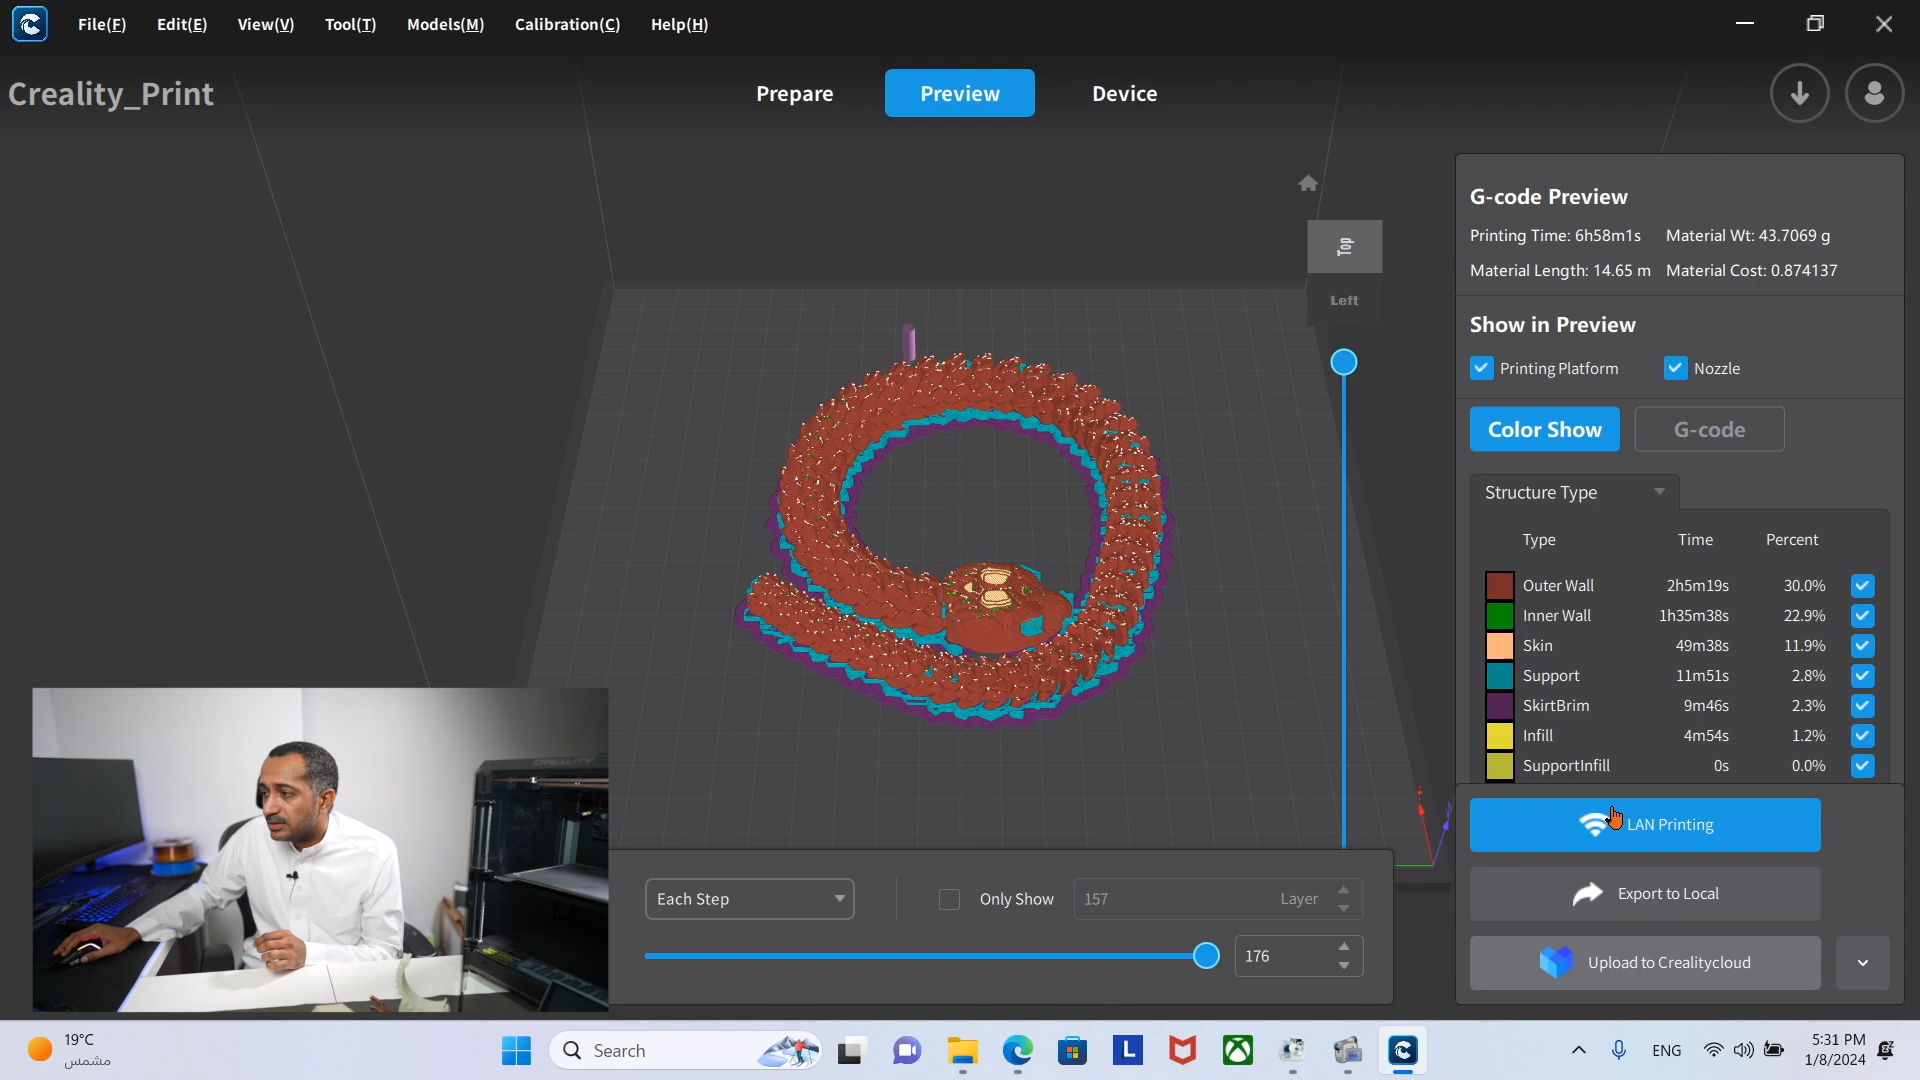 File(F) Edit(E) View(V) Tool(T) Models(M) Calibration(C) Help(H)
Creality_Print
Prepare Preview Device
Top
Left
G-code Preview
Printing Time: 6h58m1s Material Wt: 43.7069 g
Material Length: 14.65 m Material Cost: 0.874137
Show in Preview
Printing Platform Nozzle
Color Show G-code
Structure Type
Type Time Percent
Outer Wall 2h5m19s 30.0%
Inner Wall 1h35m38s 22.9%
Skin 49m38s 11.9%
Support 11m51s 2.8%
SkirtBrim 9m46s 2.3%
Infill 4m54s 1.2%
SupportInfill 0s 0.0%
LAN Printing
Export to Local
Upload to Crealitycloud
Each Step Only Show 157 Layer
176
CREALITY
19°C
مشمس
Search
L
ENG
5:31 PM
1/8/2024